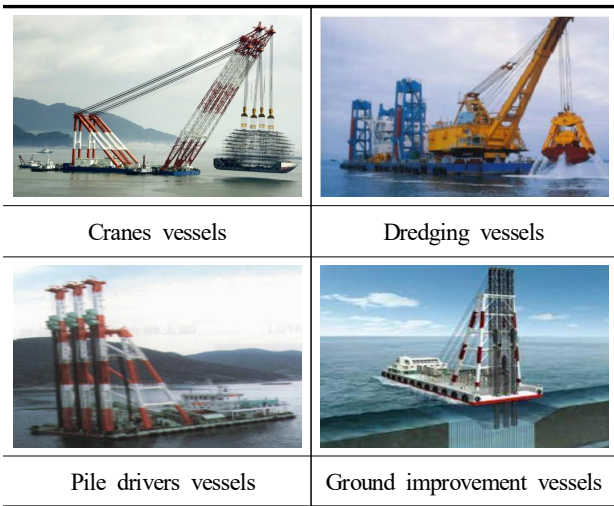 Cranes vessels
Dredging vessels
Pile drivers vessels
Ground improvement vessels